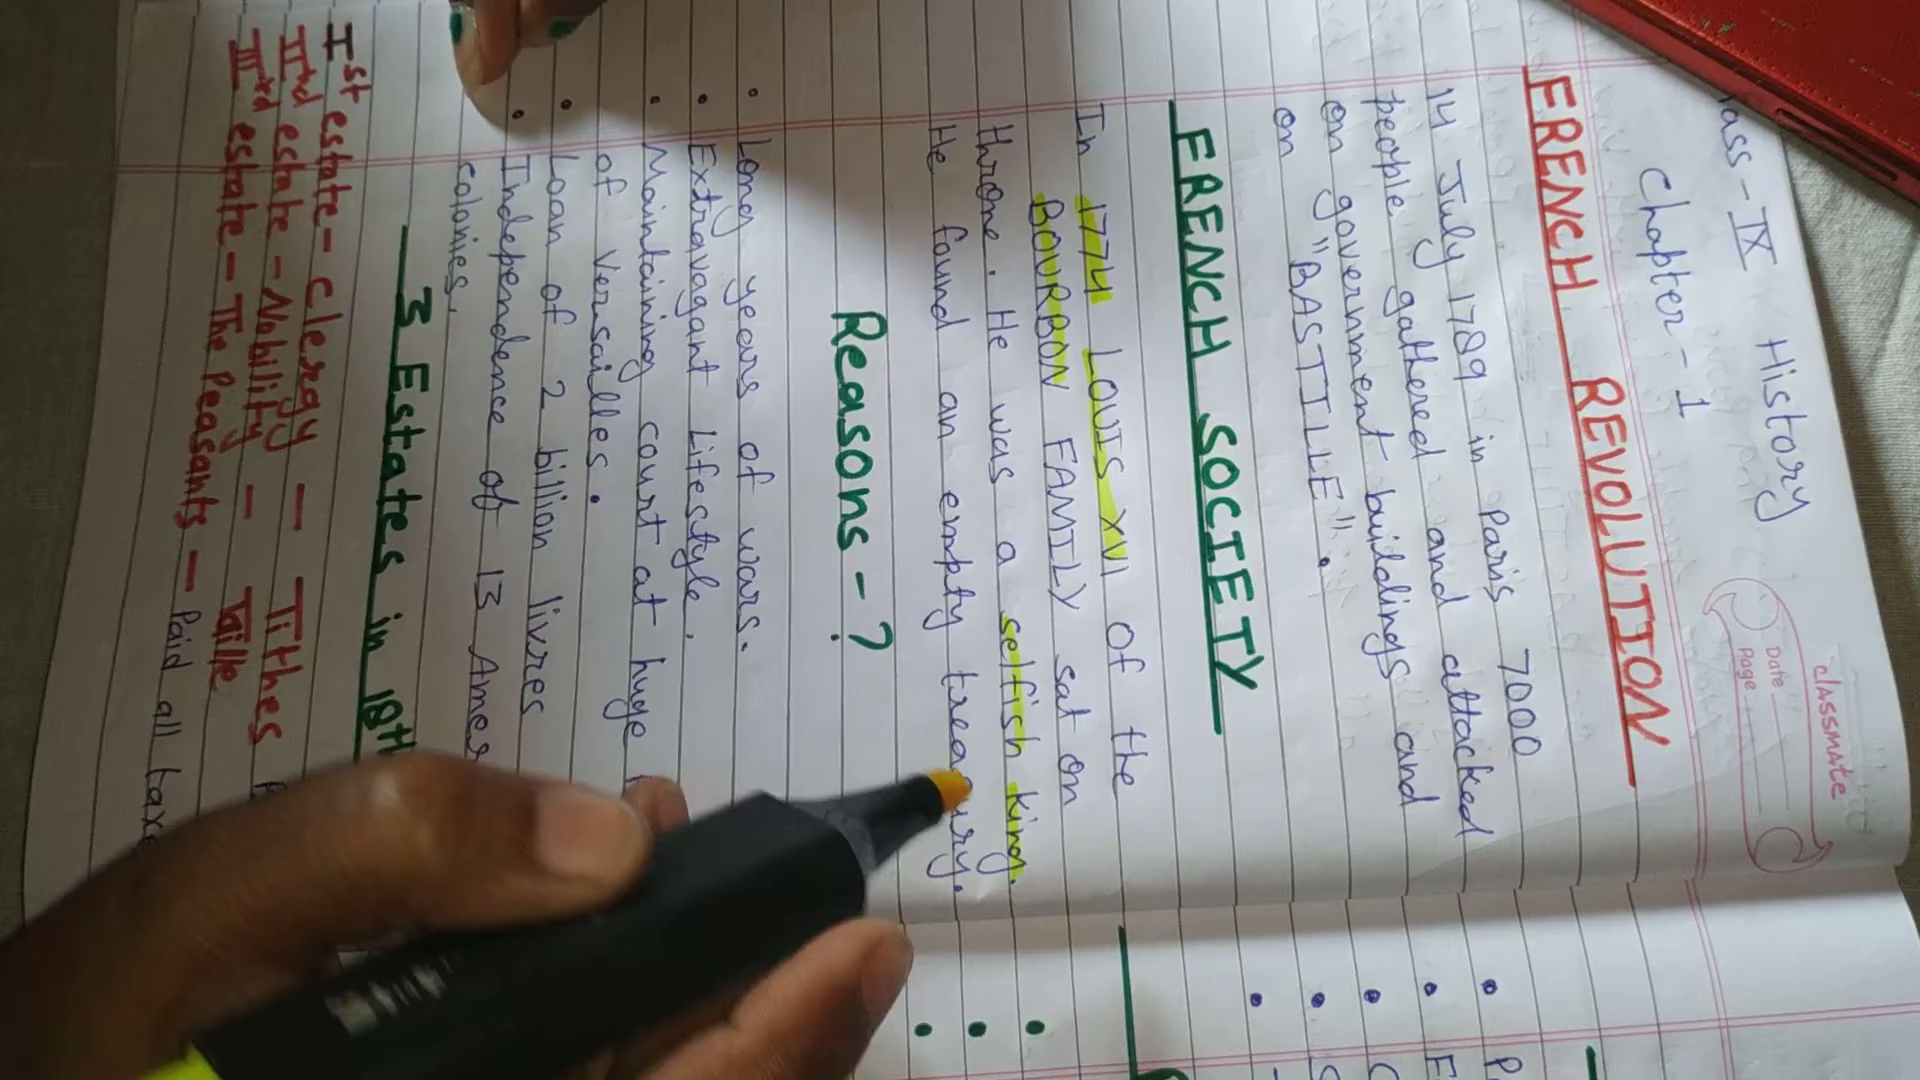 History
ass-IX
Chapter-1
classmate
Date
Page
FRENCH REVOLUTION
14 July 1789 in Paris 7000
people gathered and attacked
on government buildings and
on "BASTILLE".
FRENCH SOCIETY
In 1774 LOUIS XVI Of the
BOURBON FAMILY sat on
throne. He was a selfish king.
He found an empty treasury.
Reasons-?
• Long years of wars.
• Extravagant Lifestyle.
• Maintaining court at huge
of Versailles.
• Loan of 2 billion livres
• Independence of 13 Amer
colonies.
3 Estates in 18th
Ist estate - Clergy - Tithes
IInd estate - Nobility - Taille
IIIrd estate - The Peasants - Paid all taxe